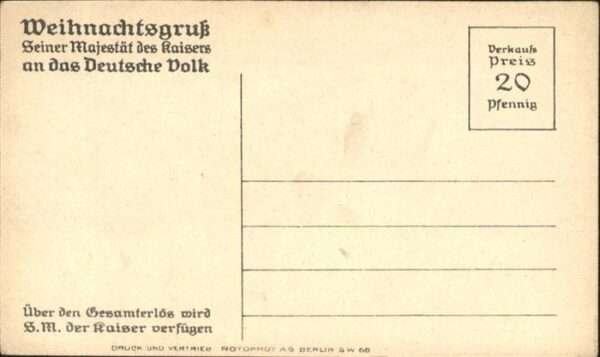 Weihnachtsgruß
Seiner Majestät des Kaisers
an das Deutsche Volk
Verkaufs
Preis
20
Pfennig
Über den Gesamterlös wird
S.M. der Kaiser verfügen
DRUCK UND VERTRIEB ROTOPHOT A G BERLIN SW 68